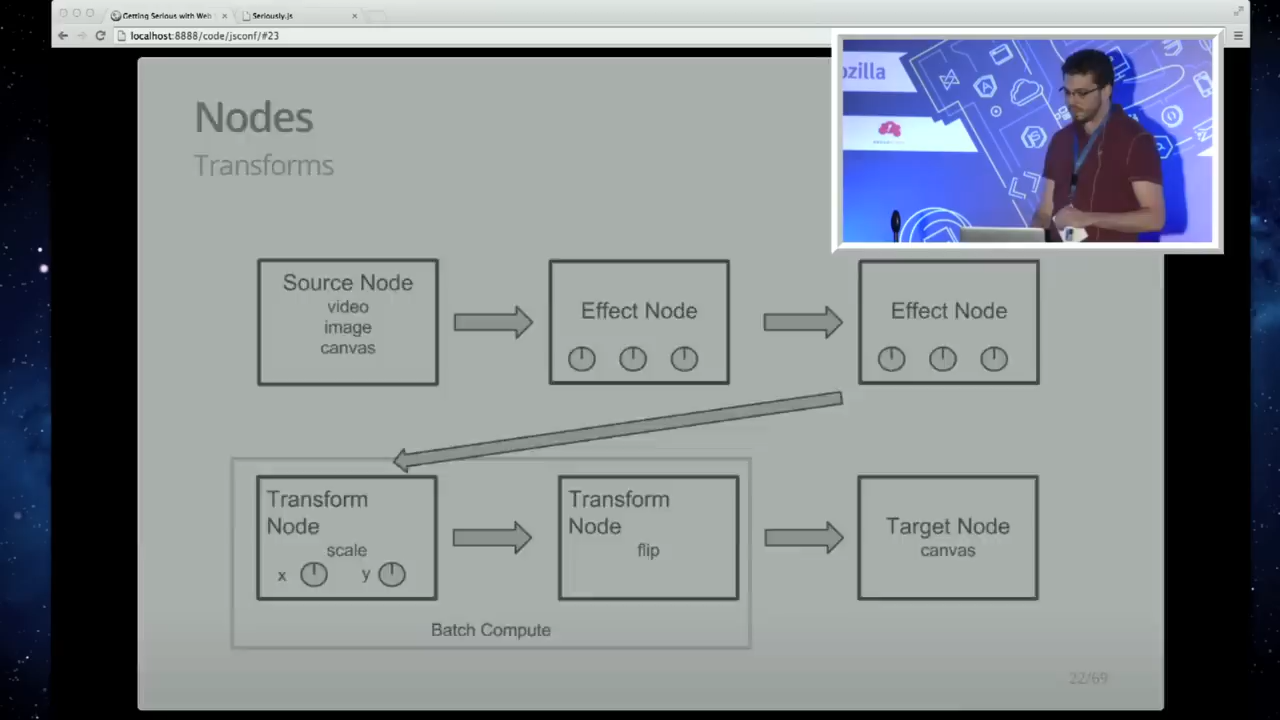 Getting Serious with Web
Seriously.js
localhost:8888/code/jsconf/#23
ozilla
Nodes
Transforms
Source Node
video
image
canvas
Effect Node
Effect Node
Transform
Node
scale
x
y
Transform
Node
flip
Target Node
canvas
Batch Compute
22/69